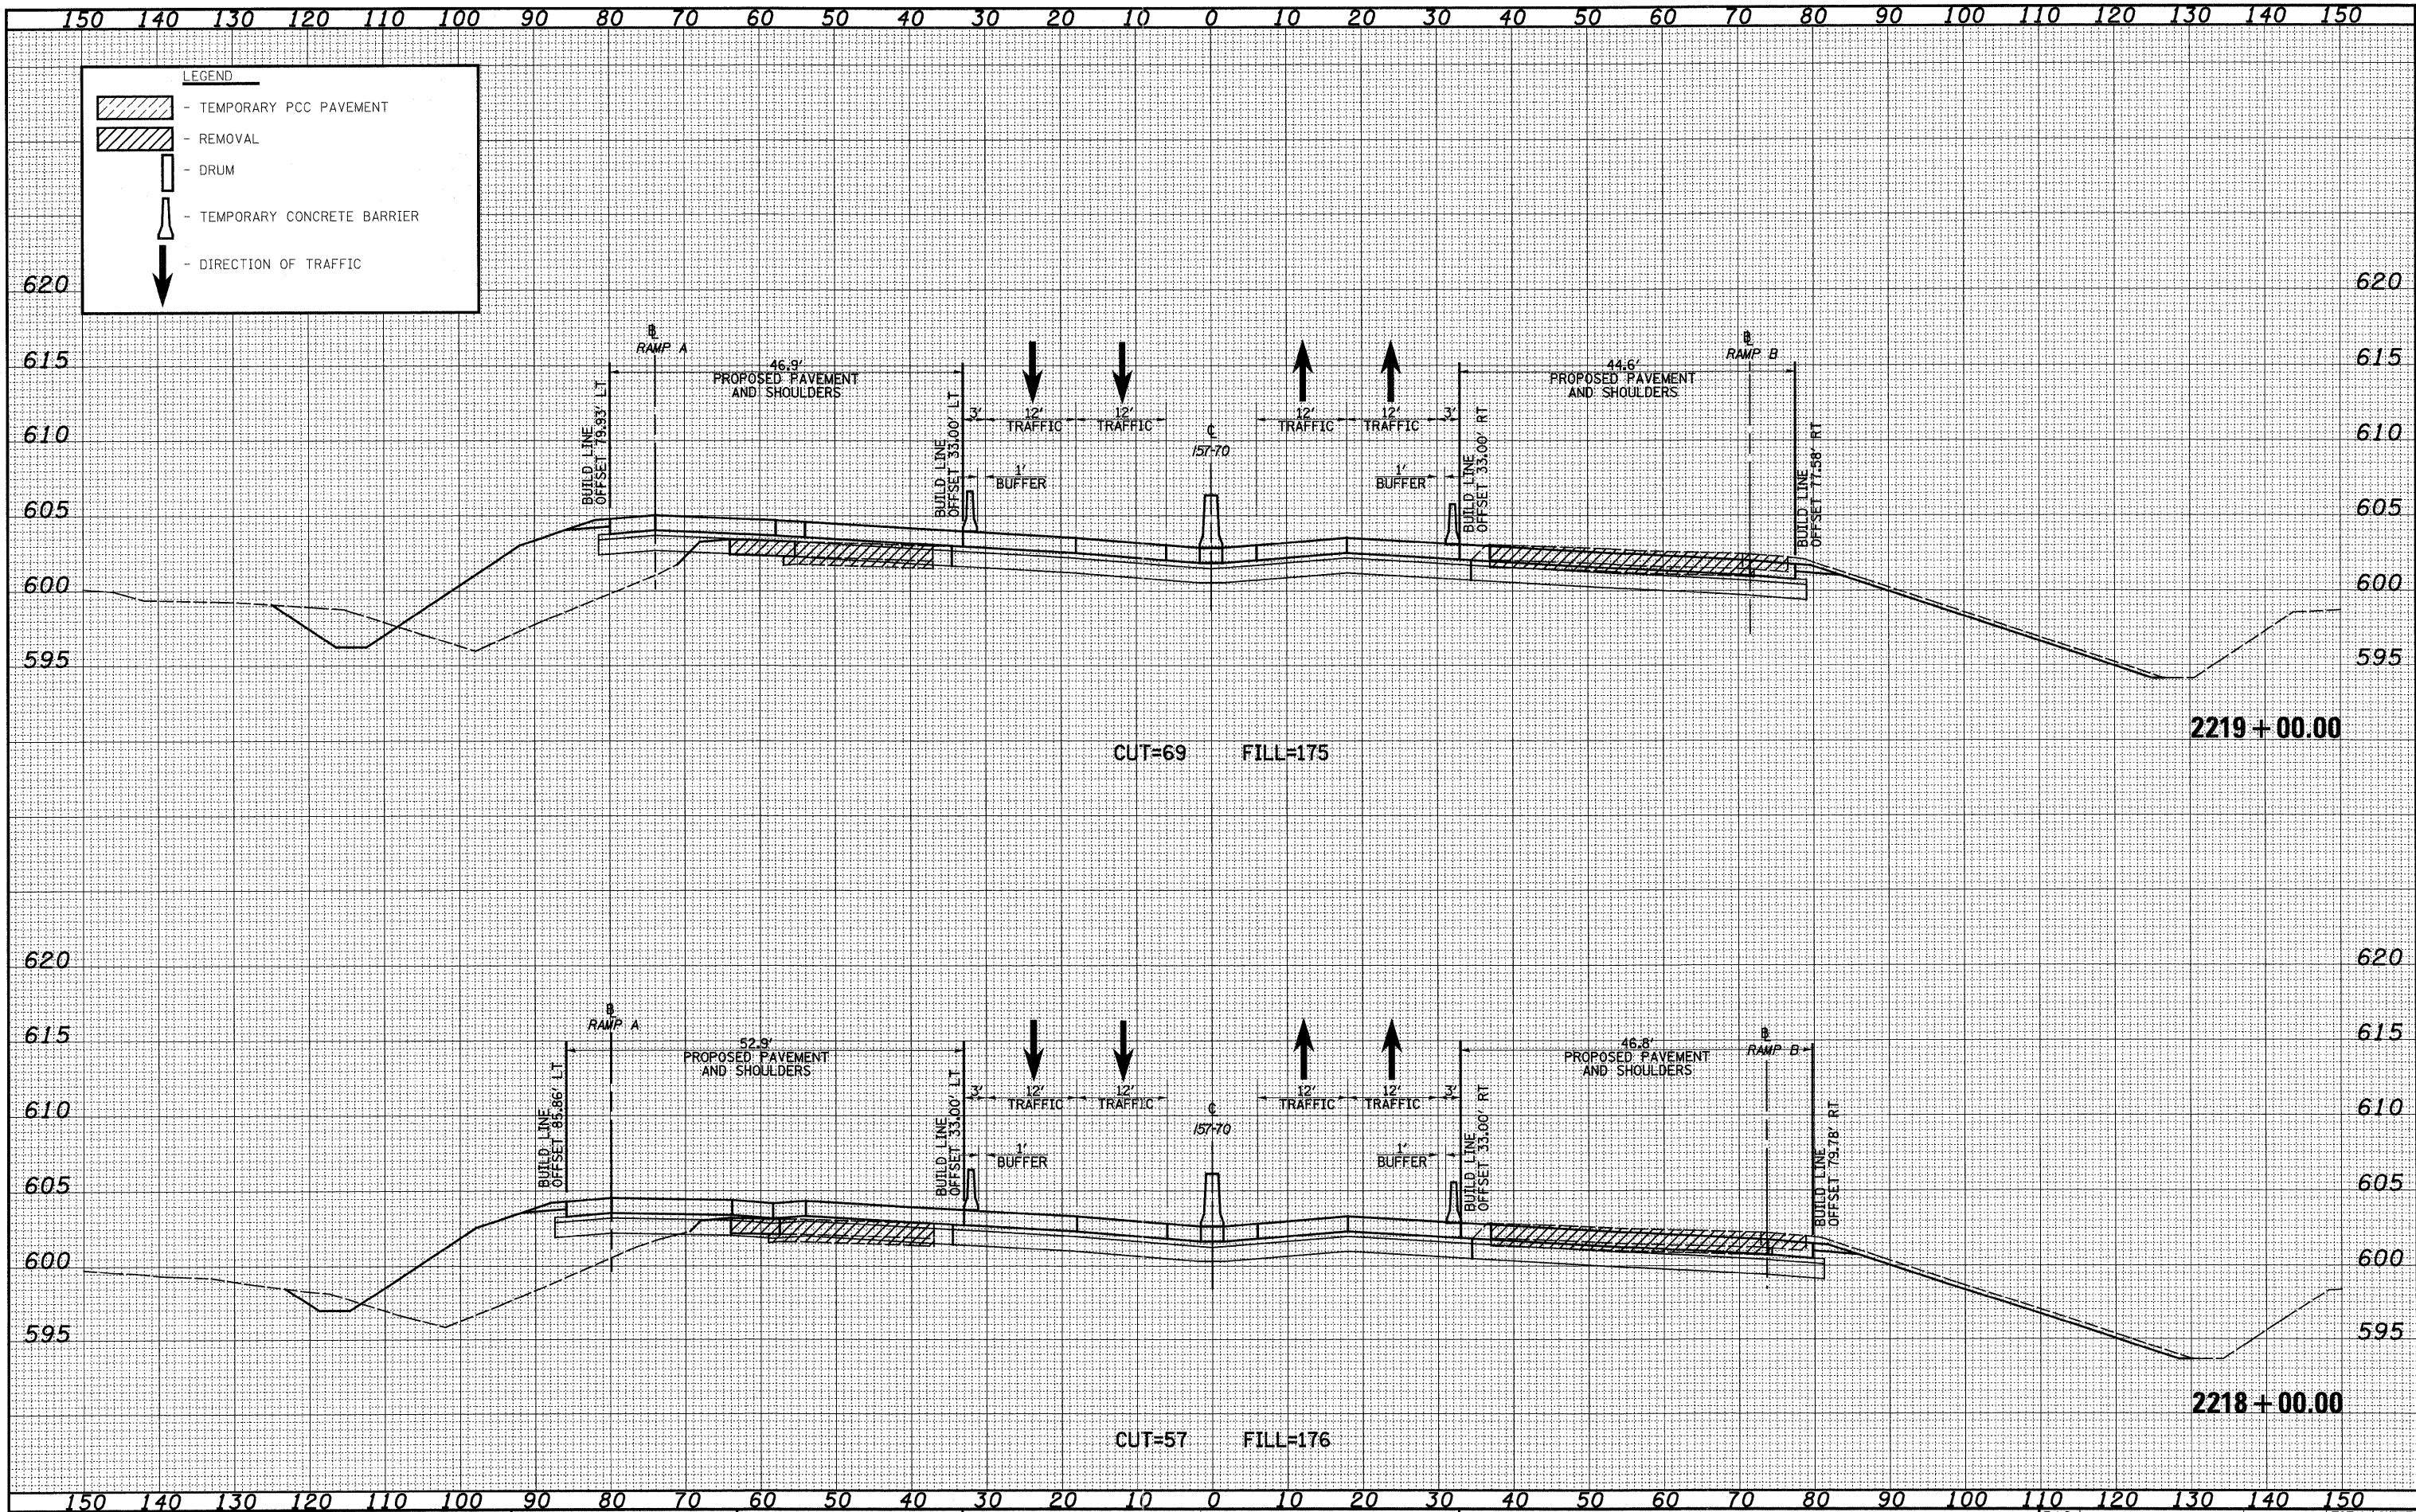 150 140 130 120 110 100 90 80 70 60 50 40 30 20 10 0 10 20 30 40 50 60 70 80 90 100 110 120 130 140 150
LEGEND
- TEMPORARY PCC PAVEMENT
- REMOVAL
- DRUM
- TEMPORARY CONCRETE BARRIER
- DIRECTION OF TRAFFIC
620 620
615 615
610 610
605 605
600 600
595 595
℄
RAMP A
46.9'
PROPOSED PAVEMENT
AND SHOULDERS
BUILD LINE
OFFSET 79.93' LT
BUILD LINE
OFFSET 33.00' LT
3' 12' 12'
TRAFFIC TRAFFIC
1'
BUFFER
℄
I57-70
12' 12' 3'
TRAFFIC TRAFFIC
1'
BUFFER
BUILD LINE
OFFSET 33.00' RT
44.6'
PROPOSED PAVEMENT
AND SHOULDERS
RAMP B
BUILD LINE
OFFSET 77.58' RT
2219+00.00
CUT=69 FILL=175
620 620
615 615
610 610
605 605
600 600
595 595
RAMP A
52.9'
PROPOSED PAVEMENT
AND SHOULDERS
BUILD LINE
OFFSET 85.86' LT
BUILD LINE
OFFSET 33.00' LT
3' 12' 12'
TRAFFIC TRAFFIC
1'
BUFFER
℄
I57-70
12' 12' 3'
TRAFFIC TRAFFIC
1'
BUFFER
BUILD LINE
OFFSET 33.00' RT
46.8'
PROPOSED PAVEMENT
AND SHOULDERS
RAMP B
BUILD LINE
OFFSET 79.78' RT
2218+00.00
CUT=57 FILL=176
150 140 130 120 110 100 90 80 70 60 50 40 30 20 10 0 10 20 30 40 50 60 70 80 90 100 110 120 130 140 150